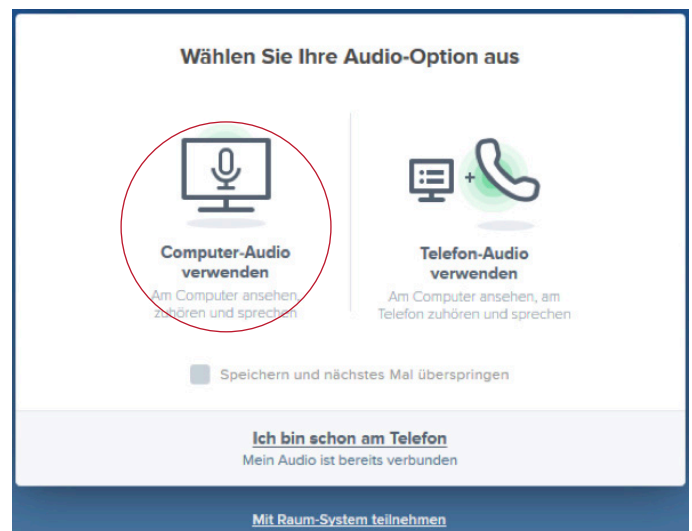 Wählen Sie Ihre Audio-Option aus
Computer-Audio
verwenden
Am Computer ansehen,
zuhören und sprechen
+
Telefon-Audio
verwenden
Am Computer ansehen, am
Telefon zuhören und sprechen
Speichern und nächstes Mal überspringen
Ich bin schon am Telefon
Mein Audio ist bereits verbunden
Mit Raum-System teilnehmen